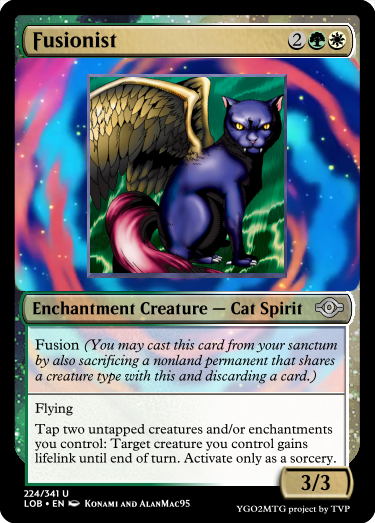 Fusionist 2
Enchantment Creature — Cat Spirit
Fusion (You may cast this card from your sanctum
by also sacrificing a nonland permanent that shares
a creature type with this and discarding a card.)
Flying
Tap two untapped creatures and/or enchantments
you control: Target creature you control gains
lifelink until end of turn. Activate only as a sorcery.
3/3
224/341 U
LOB • EN Konami and AlanMac95
YGO2MTG project by TVP